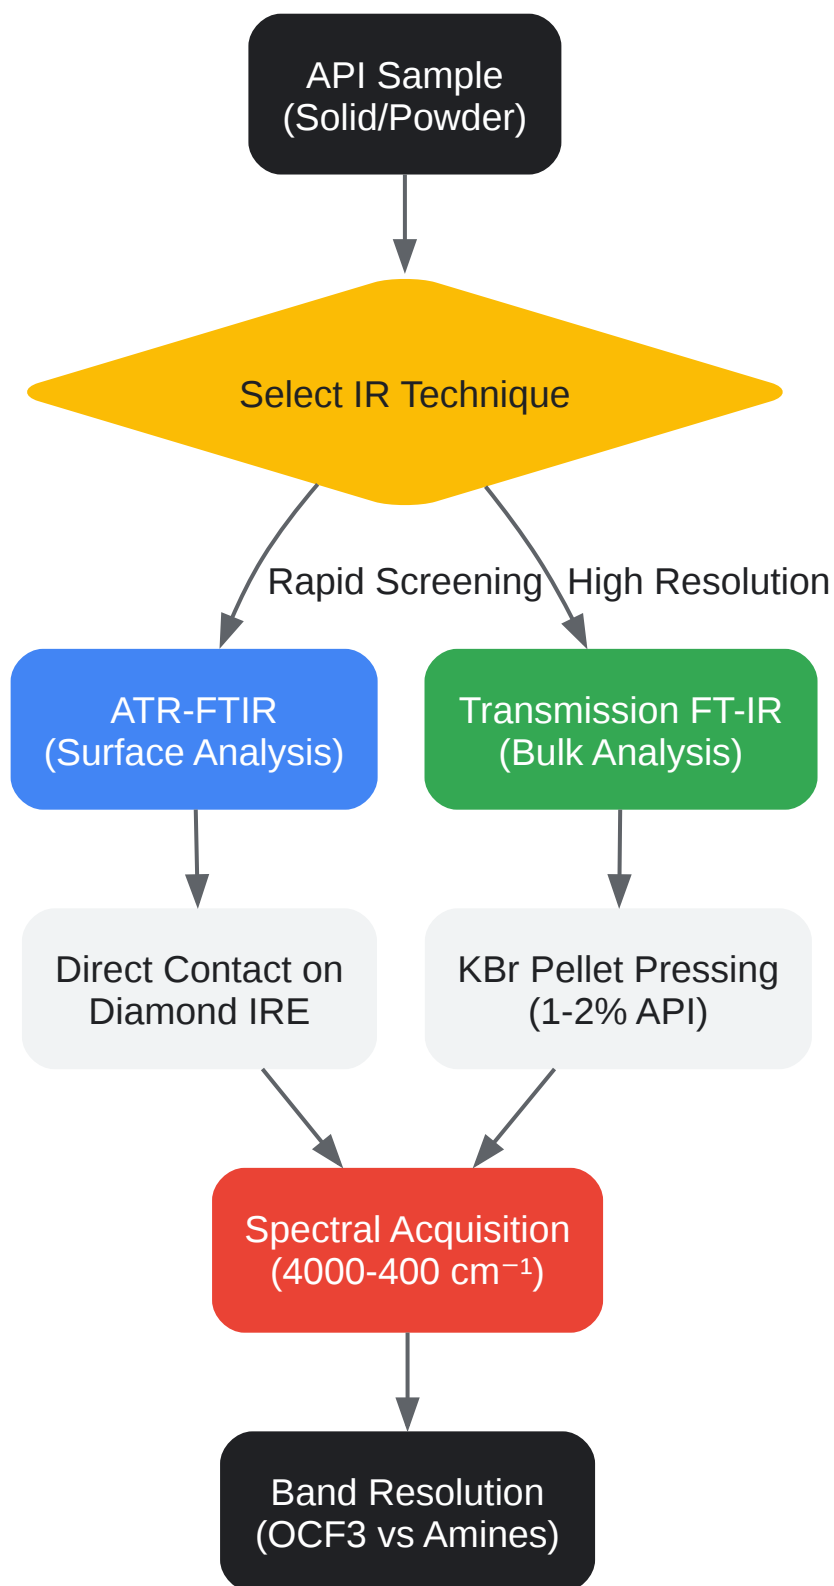 API Sample
(Solid/Powder)
Select IR Technique
Rapid Screening
High Resolution
ATR-FTIR
(Surface Analysis)
Transmission FT-IR
(Bulk Analysis)
Direct Contact on
Diamond IRE
KBr Pellet Pressing
(1-2% API)
Spectral Acquisition
(4000-400 cm⁻¹)
Band Resolution
(OCF3 vs Amines)